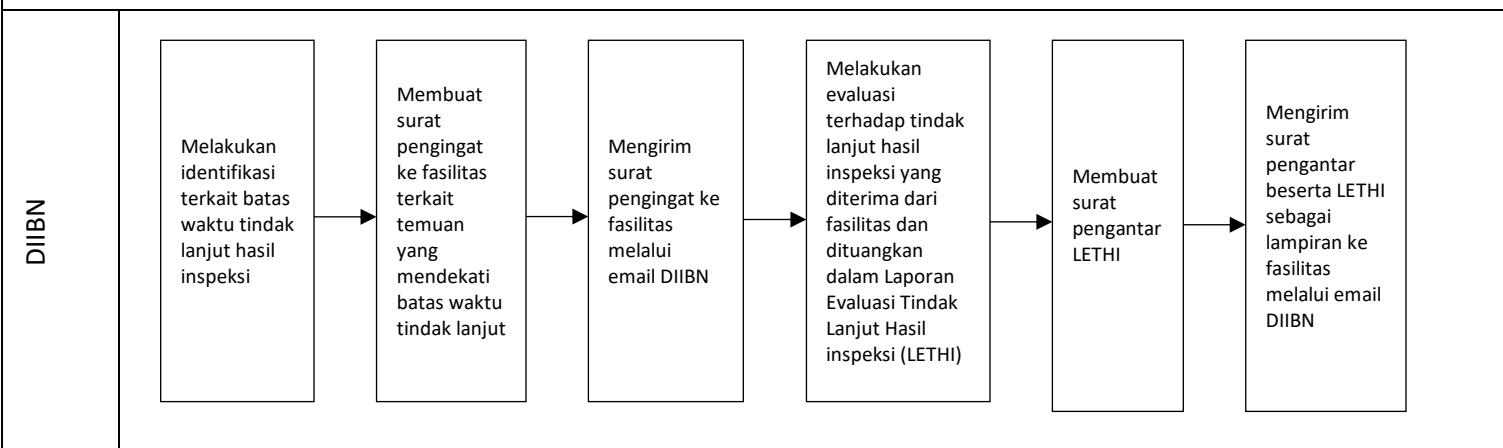 DIIBN
Melakukan
identifikasi
terkait batas
waktu tindak
lanjut hasil
inspeksi
Membuat
surat
pengingat
ke fasilitas
terkait
temuan
yang
mendekati
batas waktu
tindak lanjut
Mengirim
surat
pengingat ke
fasilitas
melalui
email DIIBN
Melakukan
evaluasi
terhadap tindak
lanjut hasil
inspeksi yang
diterima dari
fasilitas dan
dituangkan
dalam Laporan
Evaluasi Tindak
Lanjut Hasil
inspeksi (LETHI)
Membuat
surat
pengantar
LETHI
Mengirim
surat
pengantar
beserta LETHI
sebagai
lampiran ke
fasilitas
melalui email
DIIBN